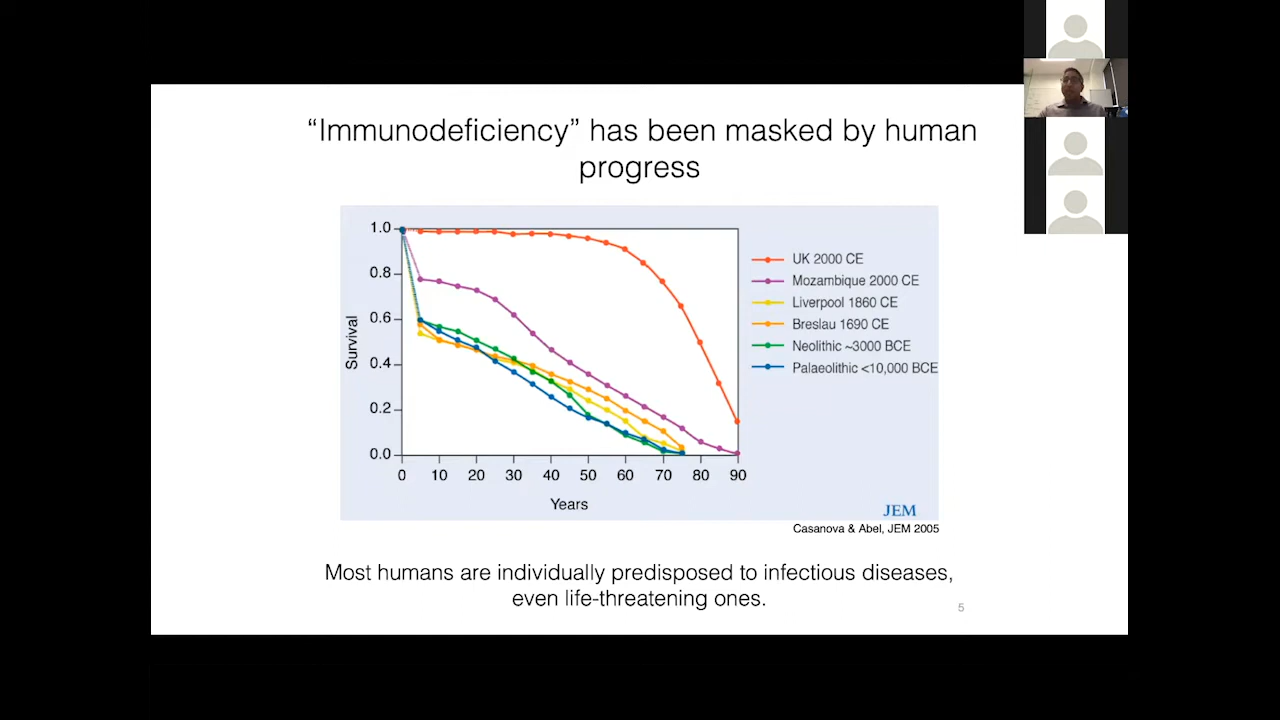 “Immunodeficiency” has been masked by human
progress
1.0
0.8
0.6
0.4
0.2
0.0
Survival
0 10 20 30 40 50 60 70 80 90
Years
UK 2000 CE
Mozambique 2000 CE
Liverpool 1860 CE
Breslau 1690 CE
Neolithic ~3000 BCE
Palaeolithic <10,000 BCE
JEM
Casanova & Abel, JEM 2005
Most humans are individually predisposed to infectious diseases,
even life-threatening ones.
5